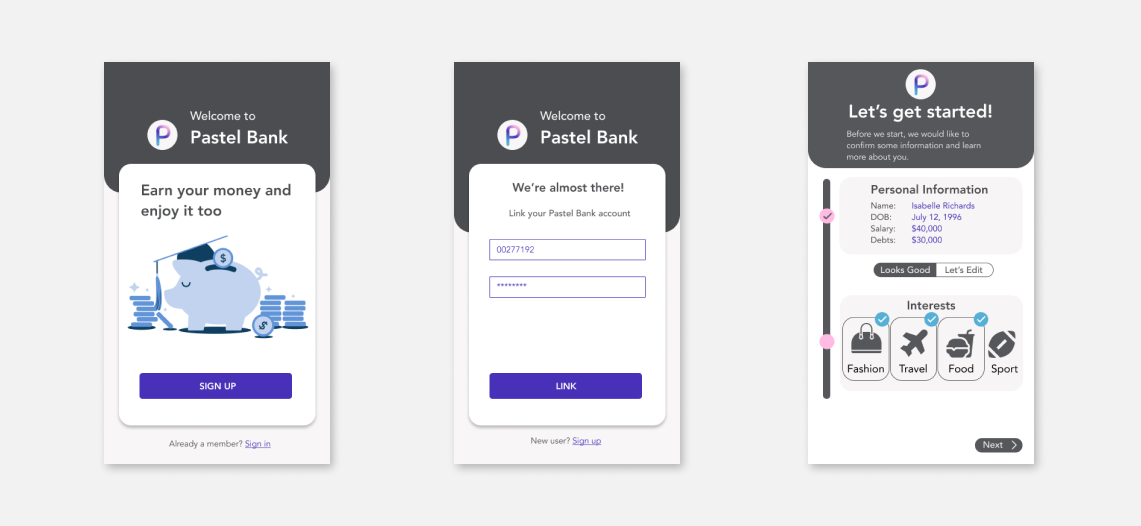 Welcome to
P Pastel Bank
Earn your money and
enjoy it too
$
$
SIGN UP
Already a member? Sign in
Welcome to
P Pastel Bank
We're almost there!
Link your Pastel Bank account
00277192
********
LINK
New user? Sign up
P
Let's get started!
Before we start, we would like to
confirm some information and learn
more about you.
Personal Information
Name: Isabelle Richards
DOB: July 12, 1996
Salary: $40,000
Debts: $30,000
Looks Good Let's Edit
Interests
Fashion Travel Food Sport
Next